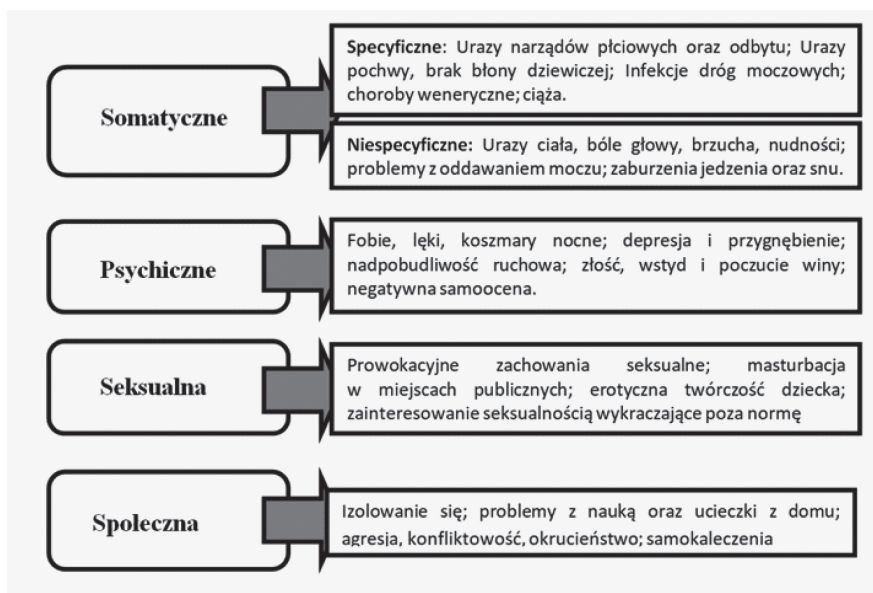 Somatyczne
Specyficzne: Urazy narządów płciowych oraz odbytu; Urazy
pochwy, brak błony dziewiczej; Infekcje dróg moczowych;
choroby weneryczne; ciąża.
Niespecyficzne: Urazy ciała, bóle głowy, brzucha, nudności;
problemy z oddawaniem moczu; zaburzenia jedzenia oraz snu.
Psychiczne
Fobie, lęki, koszmary nocne; depresja i przygnębienie;
nadpobudliwość ruchowa; złość, wstyd i poczucie winy;
negatywna samoocena.
Seksualna
Prowokacyjne zachowania seksualne; masturbacja
w miejscach publicznych; erotyczna twórczość dziecka;
zainteresowanie seksualnością wykraczające poza normę
Społeczna
Izolowanie się; problemy z nauką oraz ucieczki z domu;
agresja, konfliktowość, okrucieństwo; samokaleczenia